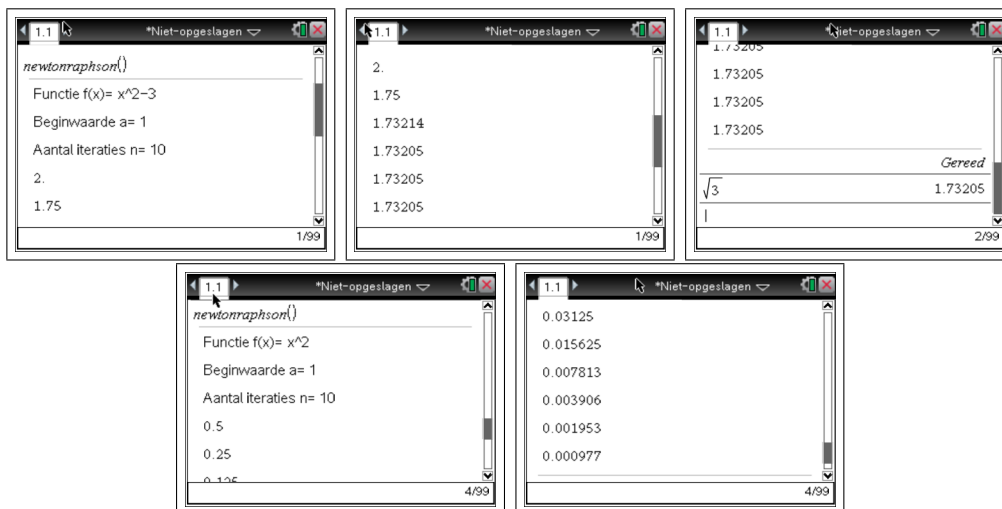 1.1 *Niet-opgeslagen
newtonraphson()
Functie f(x)= x^2−3
Beginwaarde a= 1
Aantal iteraties n= 10
2.
1.75
1/99
1.1 *Niet-opgeslagen
2.
1.75
1.73214
1.73205
1.73205
1.73205
1/99
1.1 *Niet-opgeslagen
1.73205
1.73205
1.73205
1.73205
Gereed
√3 1.73205
2/99
1.1 *Niet-opgeslagen
newtonraphson()
Functie f(x)= x^2
Beginwaarde a= 1
Aantal iteraties n= 10
0.5
0.25
0.125
4/99
1.1 *Niet-opgeslagen
0.03125
0.015625
0.007813
0.003906
0.001953
0.000977
4/99